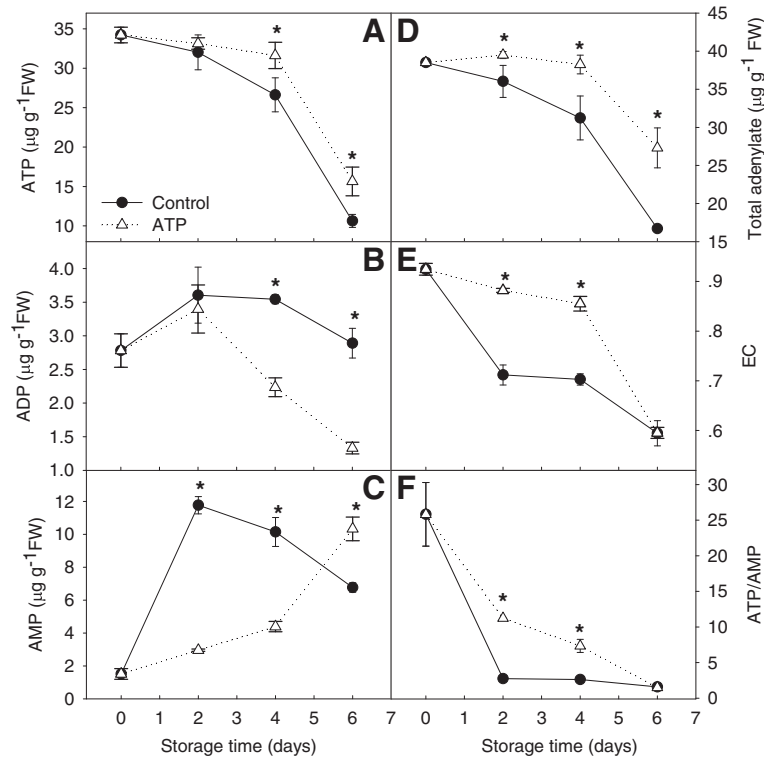 A
ATP (µg g-1FW)
35
30
25
20
15
10
*
*
Control
ATP
D
Total adenylate (µg g-1 FW)
45
40
35
30
25
20
15
*
*
*
B
ADP (µg g-1FW)
4.0
3.5
3.0
2.5
2.0
1.5
1.0
*
*
E
EC
.9
.8
.7
.6
*
*
C
AMP (µg g-1FW)
12
10
8
6
4
2
0
*
*
*
0 1 2 3 4 5 6 7
Storage time (days)
F
ATP/AMP
30
25
20
15
10
5
0
*
*
0 1 2 3 4 5 6 7
Storage time (days)